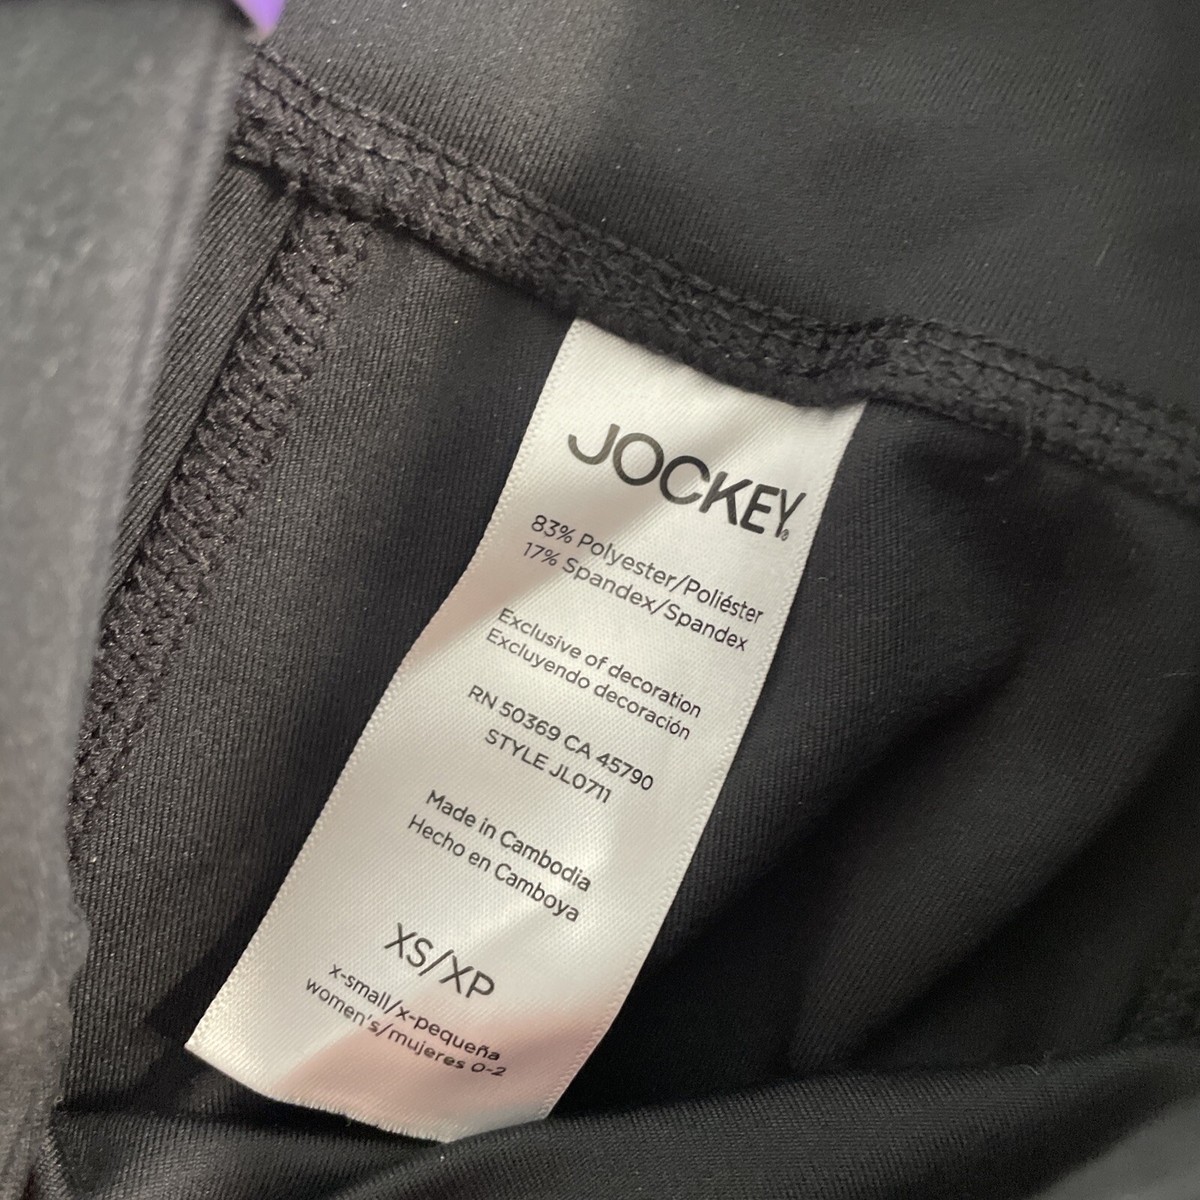 JOCKEY®
83% Polyester/Poliéster
17% Spandex/Spandex
Exclusive of decoration
Excluyendo decoración
RN 50369 CA 45790
STYLE JL0711
Made in Cambodia
Hecho en Camboya
XS/XP
x-small/x-pequeña
women's/mujeres 0-2